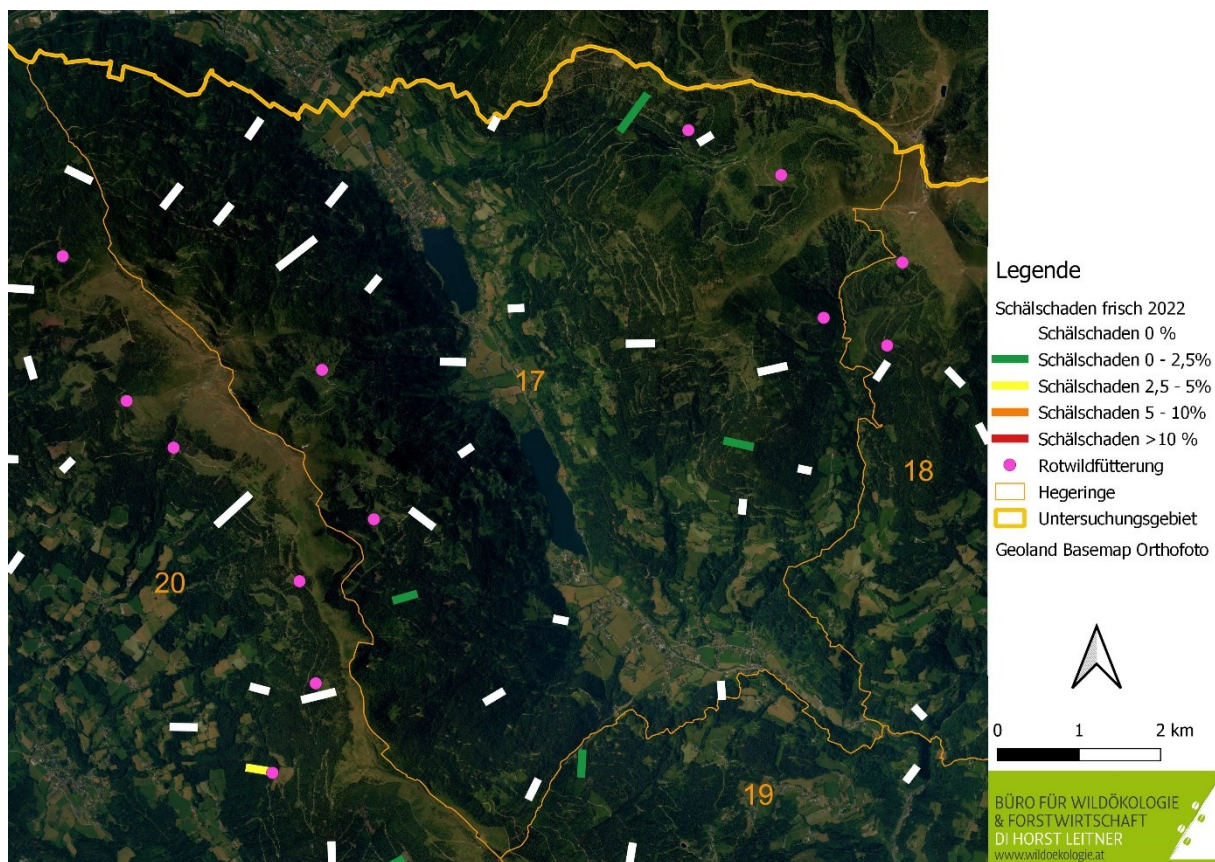 17
18
20
19
Legende
Schälschaden frisch 2022
Schälschaden 0 %
Schälschaden 0 - 2,5%
Schälschaden 2,5 - 5%
Schälschaden 5 - 10%
Schälschaden >10 %
Rotwildfütterung
Hegeringe
Untersuchungsgebiet
Geoland Basemap Orthofoto
0 1 2 km
BÜRO FÜR WILDÖKOLOGIE
& FORSTWIRTSCHAFT
DI HORST LEITNER
www.wildoekologie.at